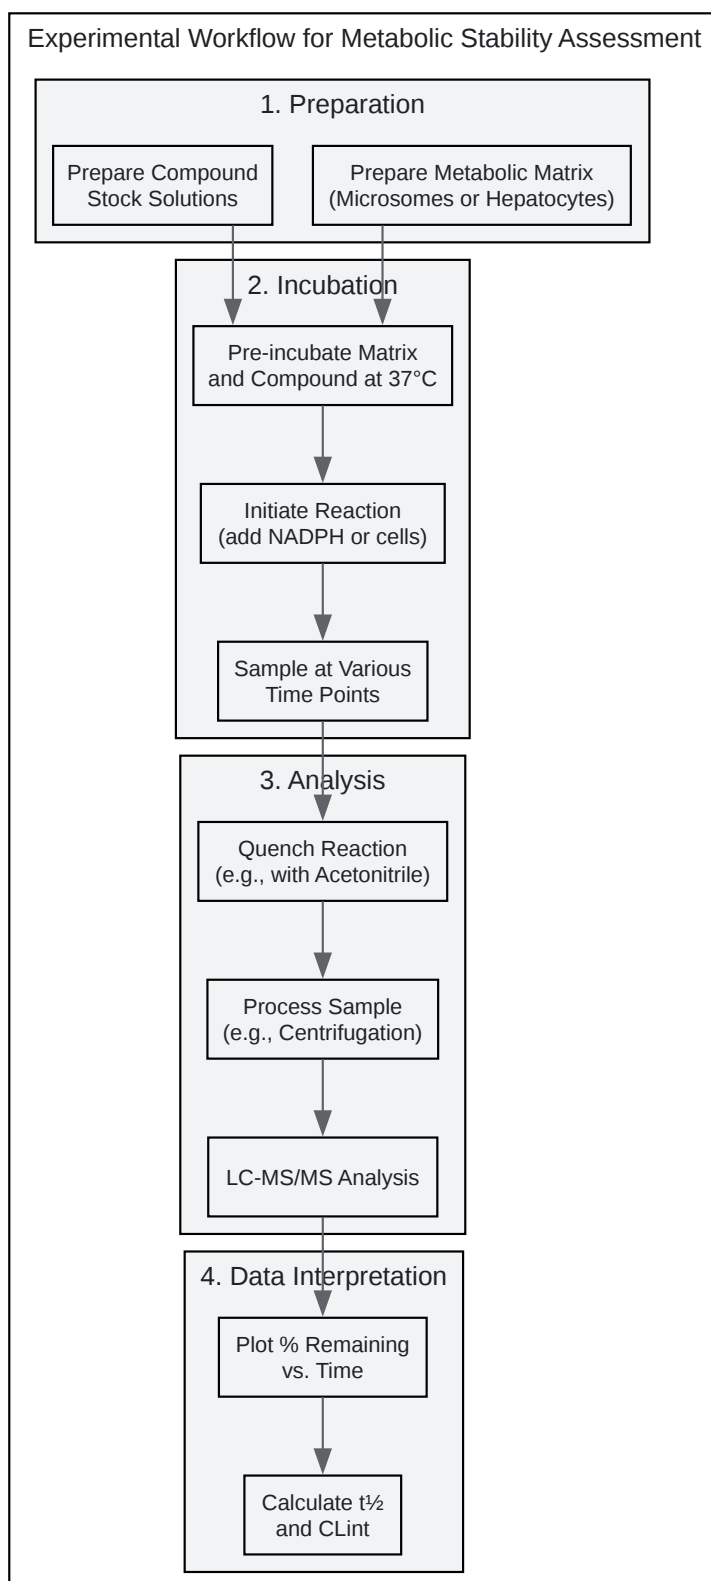 Experimental Workflow for Metabolic Stability Assessment
1. Preparation
Prepare Compound
Stock Solutions
Prepare Metabolic Matrix
(Microsomes or Hepatocytes)
2. Incubation
Pre-incubate Matrix
and Compound at 37°C
Initiate Reaction
(add NADPH or cells)
Sample at Various
Time Points
3. Analysis
Quench Reaction
(e.g., with Acetonitrile)
Process Sample
(e.g., Centrifugation)
LC-MS/MS Analysis
4. Data Interpretation
Plot % Remaining
vs. Time
Calculate t½
and CLint